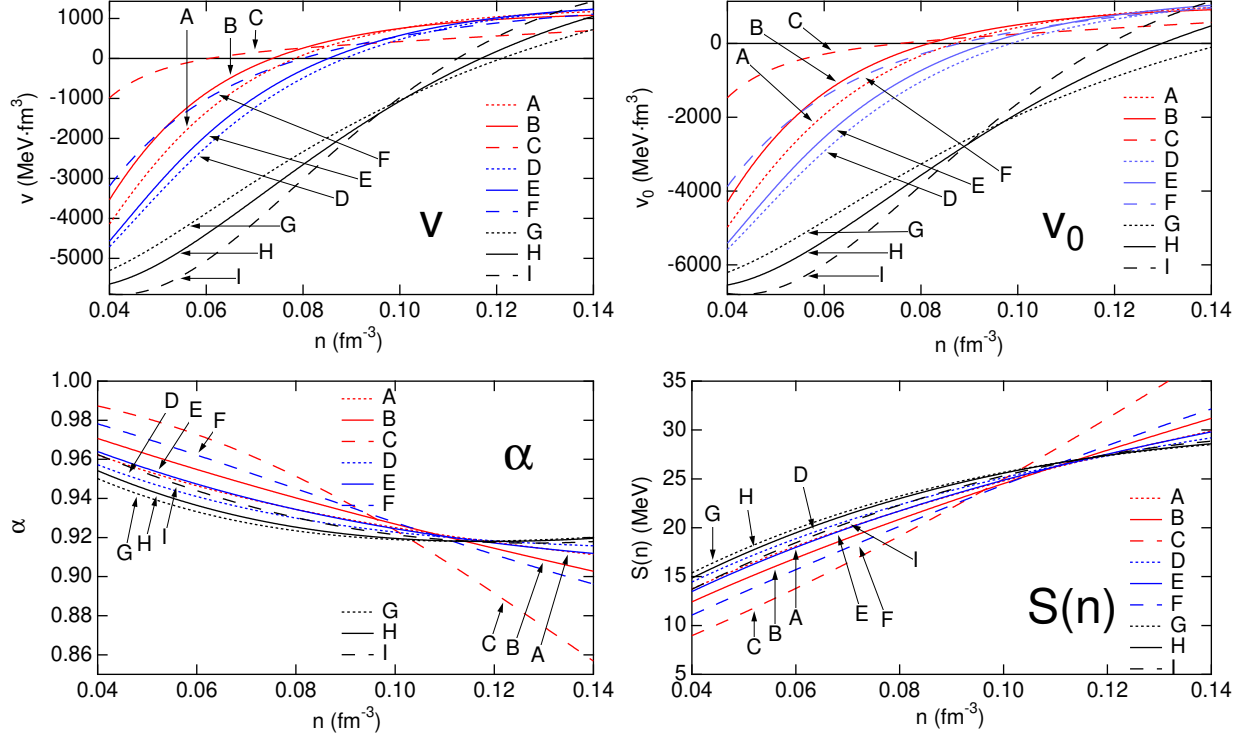 1000
0
-1000
-2000
-3000
-4000
-5000
v (MeV·fm³)
A
B
C
F
E
D
G
H
I
v
A
B
C
D
E
F
G
H
I
0.04
0.06
0.08
0.10
0.12
0.14
n (fm⁻³)
0
-2000
-4000
-6000
v₀ (MeV·fm³)
C
B
A
F
E
D
G
H
I
v₀
A
B
C
D
E
F
G
H
I
0.04
0.06
0.08
0.10
0.12
0.14
n (fm⁻³)
1.00
0.98
0.96
0.94
0.92
0.90
0.88
0.86
α
D
E
F
G
H
I
A
B
C
D
E
F
α
G
H
I
C
B
A
0.04
0.06
0.08
0.10
0.12
0.14
n (fm⁻³)
35
30
25
20
15
10
5
S(n) (MeV)
G
H
D
I
C
B
A
E
F
S(n)
A
B
C
D
E
F
G
H
I
0.04
0.06
0.08
0.10
0.12
0.14
n (fm⁻³)